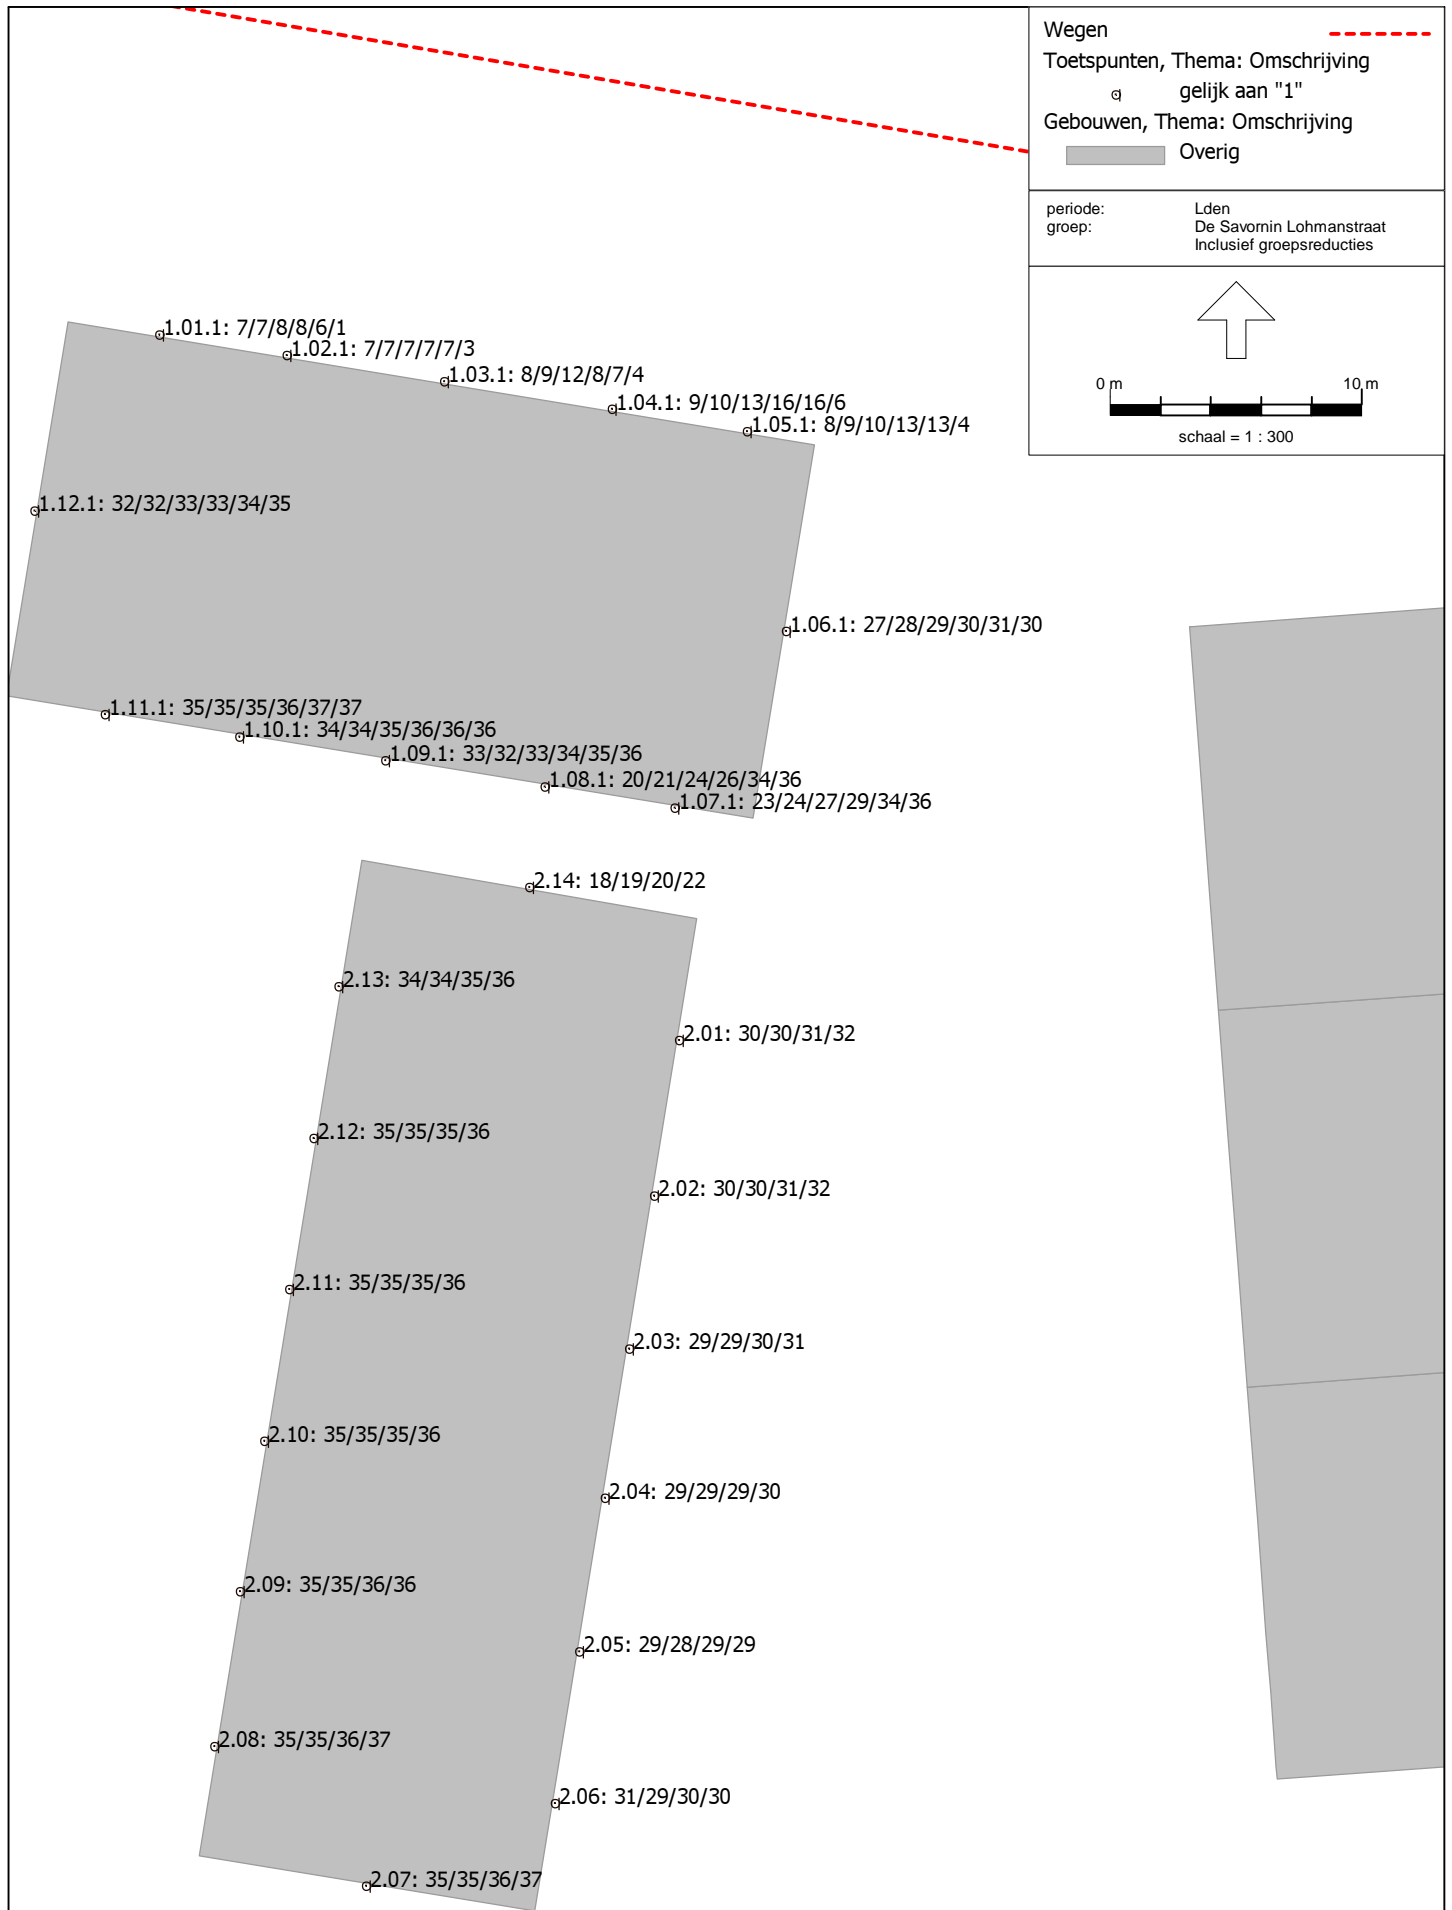 Wegen
Toetspunten, Thema: Omschrijving
gelijk aan "1"
Gebouwen, Thema: Omschrijving
Overig
periode: Lden
groep: De Savornin Lohmanstraat
Inclusief groepsreducties
0 m 10 m
schaal = 1 : 300
1.01.1: 7/7/8/8/6/1
1.02.1: 7/7/7/7/7/3
1.03.1: 8/9/12/8/7/4
1.04.1: 9/10/13/16/16/6
1.05.1: 8/9/10/13/13/4
1.12.1: 32/32/33/33/34/35
1.06.1: 27/28/29/30/31/30
1.11.1: 35/35/35/36/37/37
1.10.1: 34/34/35/36/36/36
1.09.1: 33/32/33/34/35/36
1.08.1: 20/21/24/26/34/36
1.07.1: 23/24/27/29/34/36
2.14: 18/19/20/22
2.13: 34/34/35/36
2.01: 30/30/31/32
2.12: 35/35/35/36
2.02: 30/30/31/32
2.11: 35/35/35/36
2.03: 29/29/30/31
2.10: 35/35/35/36
2.04: 29/29/29/30
2.09: 35/35/36/36
2.05: 29/28/29/29
2.08: 35/35/36/37
2.06: 31/29/30/30
2.07: 35/35/36/37